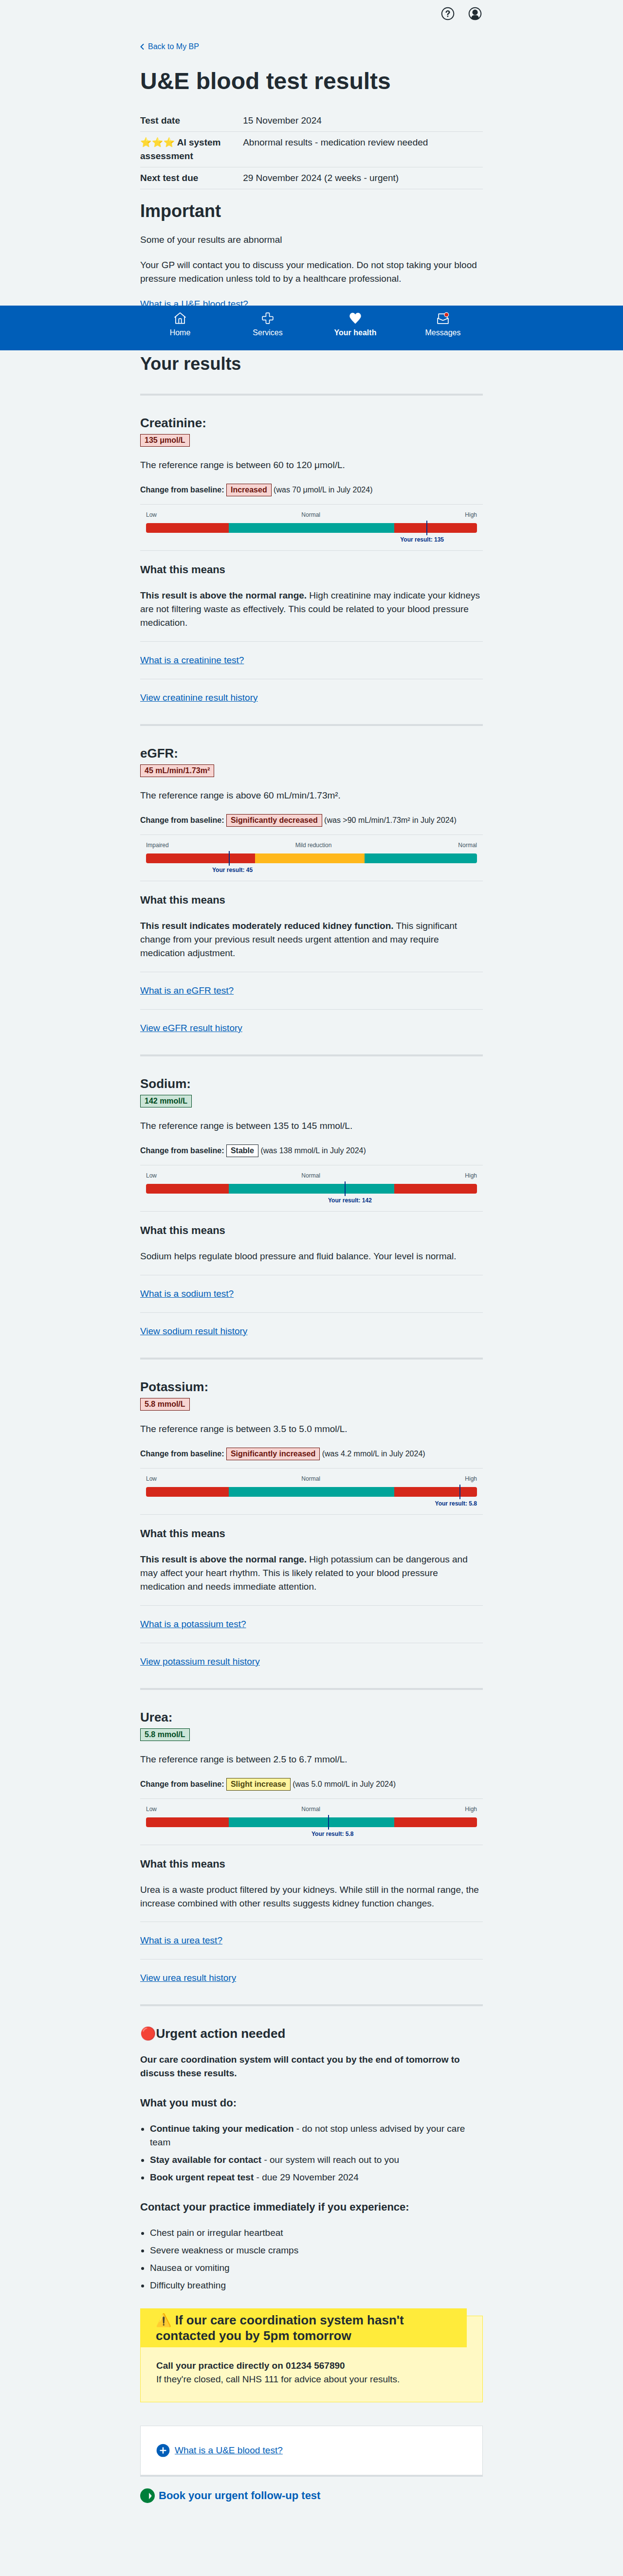 Back to My BP
U&E blood test results
Test date 15 November 2024
⭐⭐⭐ AI system Abnormal results - medication review needed
assessment
Next test due 29 November 2024 (2 weeks - urgent)
Important
Some of your results are abnormal
Your GP will contact you to discuss your medication. Do not stop taking your blood
pressure medication unless told to by a healthcare professional.
What is a U&E blood test?
Home Services Your health Messages
Your results
Creatinine:
135 μmol/L
The reference range is between 60 to 120 μmol/L.
Change from baseline: Increased (was 70 μmol/L in July 2024)
Low Normal High
Your result: 135
What this means
This result is above the normal range. High creatinine may indicate your kidneys
are not filtering waste as effectively. This could be related to your blood pressure
medication.
What is a creatinine test?
View creatinine result history
eGFR:
45 mL/min/1.73m²
The reference range is above 60 mL/min/1.73m².
Change from baseline: Significantly decreased (was >90 mL/min/1.73m² in July 2024)
Impaired Mild reduction Normal
Your result: 45
What this means
This result indicates moderately reduced kidney function. This significant
change from your previous result needs urgent attention and may require
medication adjustment.
What is an eGFR test?
View eGFR result history
Sodium:
142 mmol/L
The reference range is between 135 to 145 mmol/L.
Change from baseline: Stable (was 138 mmol/L in July 2024)
Low Normal High
Your result: 142
What this means
Sodium helps regulate blood pressure and fluid balance. Your level is normal.
What is a sodium test?
View sodium result history
Potassium:
5.8 mmol/L
The reference range is between 3.5 to 5.0 mmol/L.
Change from baseline: Significantly increased (was 4.2 mmol/L in July 2024)
Low Normal High
Your result: 5.8
What this means
This result is above the normal range. High potassium can be dangerous and
may affect your heart rhythm. This is likely related to your blood pressure
medication and needs immediate attention.
What is a potassium test?
View potassium result history
Urea:
5.8 mmol/L
The reference range is between 2.5 to 6.7 mmol/L.
Change from baseline: Slight increase (was 5.0 mmol/L in July 2024)
Low Normal High
Your result: 5.8
What this means
Urea is a waste product filtered by your kidneys. While still in the normal range, the
increase combined with other results suggests kidney function changes.
What is a urea test?
View urea result history
🔴Urgent action needed
Our care coordination system will contact you by the end of tomorrow to
discuss these results.
What you must do:
• Continue taking your medication - do not stop unless advised by your care
team
• Stay available for contact - our system will reach out to you
• Book urgent repeat test - due 29 November 2024
Contact your practice immediately if you experience:
• Chest pain or irregular heartbeat
• Severe weakness or muscle cramps
• Nausea or vomiting
• Difficulty breathing
⚠️ If our care coordination system hasn't
contacted you by 5pm tomorrow
Call your practice directly on 01234 567890
If they're closed, call NHS 111 for advice about your results.
What is a U&E blood test?
Book your urgent follow-up test